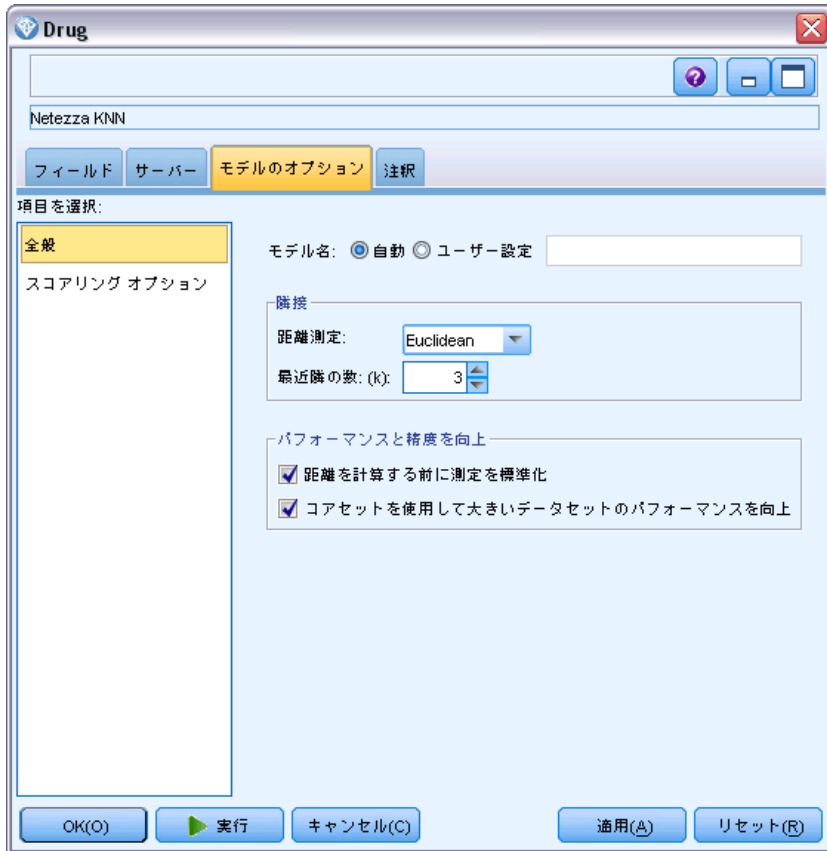 Drug
Netezza KNN
フィールド サーバー モデルのオプション 注釈
項目を選択:
全般
スコアリング オプション
モデル名: 自動 ユーザー設定
隣接
距離測定: Euclidean
最近隣の数: (k): 3
パフォーマンスと精度を向上
距離を計算する前に測定を標準化
コアセットを使用して大きいデータセットのパフォーマンスを向上
OK(O) 実行 キャンセル(C) 適用(A) リセット(R)